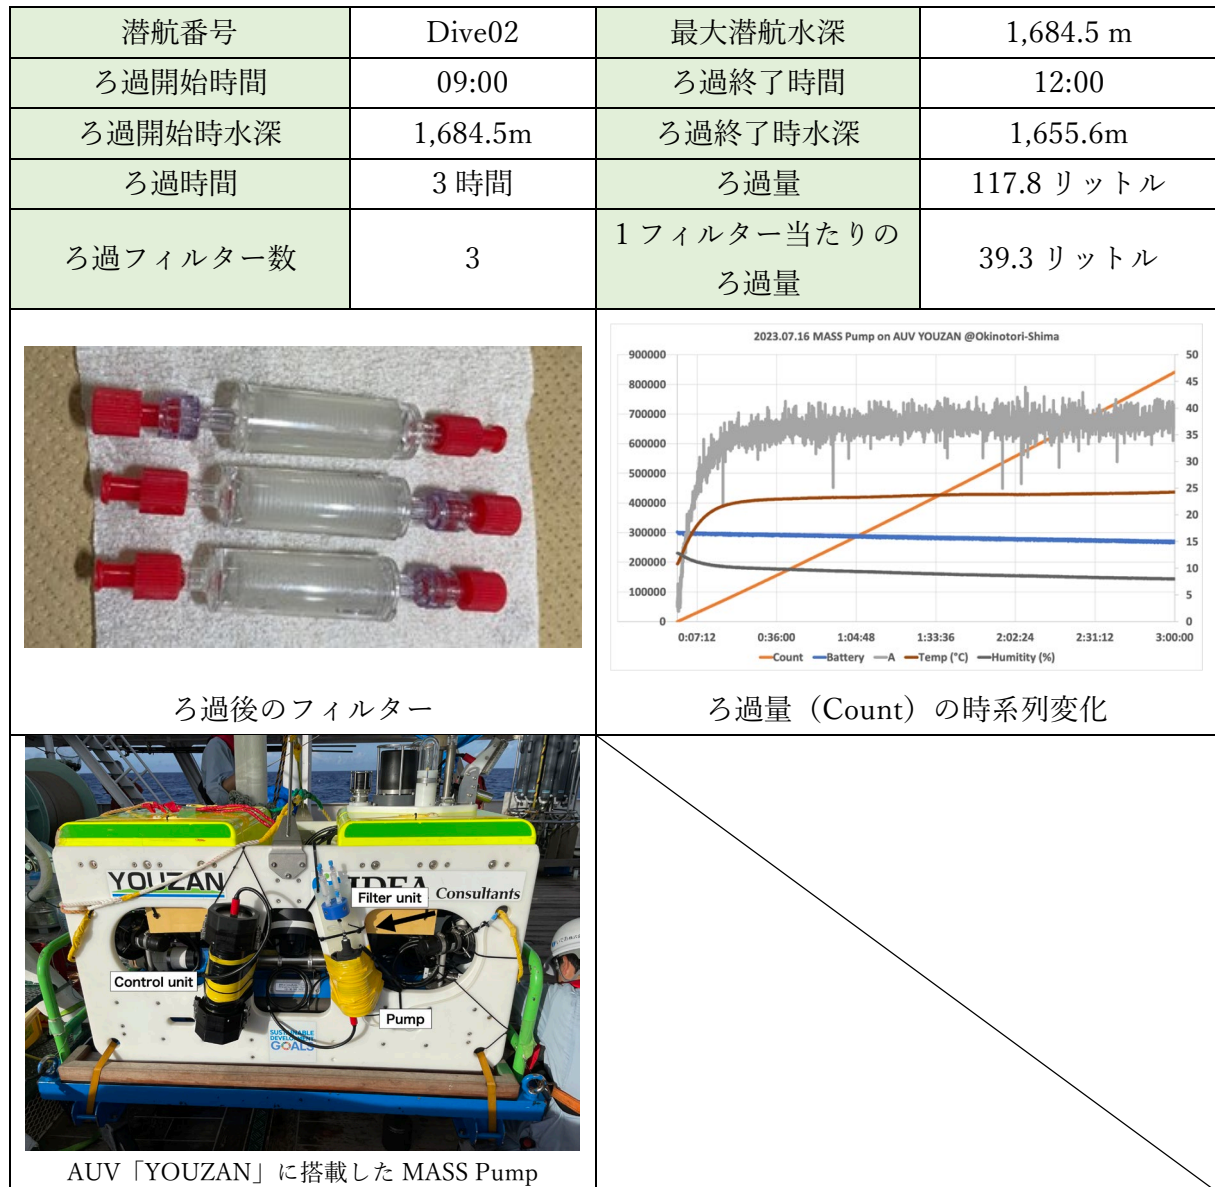 潜航番号 Dive02 最大潜航水深 1,684.5 m
ろ過開始時間 09:00 ろ過終了時間 12:00
ろ過開始時水深 1,684.5m ろ過終了時水深 1,655.6m
ろ過時間 3 時間 ろ過量 117.8 リットル
ろ過フィルター数 3 1 フィルター当たりの
ろ過量 39.3 リットル
2023.07.16 MASS Pump on AUV YOUZAN @Okinotori-Shima
900000 50
800000 45
700000 40
600000 35
500000 30
400000 25
300000 20
200000 15
100000 10
0 5
0
0:07:12 0:36:00 1:04:48 1:33:36 2:02:24 2:31:12 3:00:00
Count Battery A Temp (°C) Humitity (%)
ろ過後のフィルター
ろ過量（Count）の時系列変化
YOUZAN
IDEA Consultants
Filter unit
Control unit
Pump
SUSTAINABLE
DEVELOPMENT
GOALS
AUV「YOUZAN」に搭載した MASS Pump